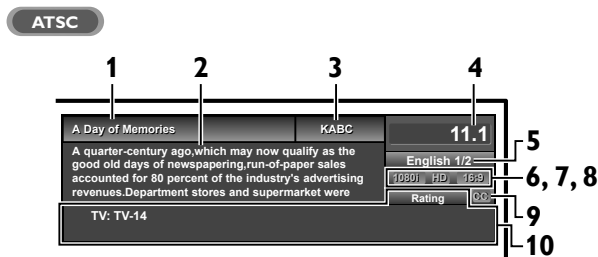 ATSC
1 2 3 4
A Day of Memories KABC 11.1
A quarter-century ago,which may now qualify as the
good old days of newspapering,run-of-paper sales
accounted for 80 percent of the industry's advertising
revenues.Department stores and supermarket were
English 1/2 5
1080i HD 16:9 6, 7, 8
Rating CC 9
TV: TV-14
10